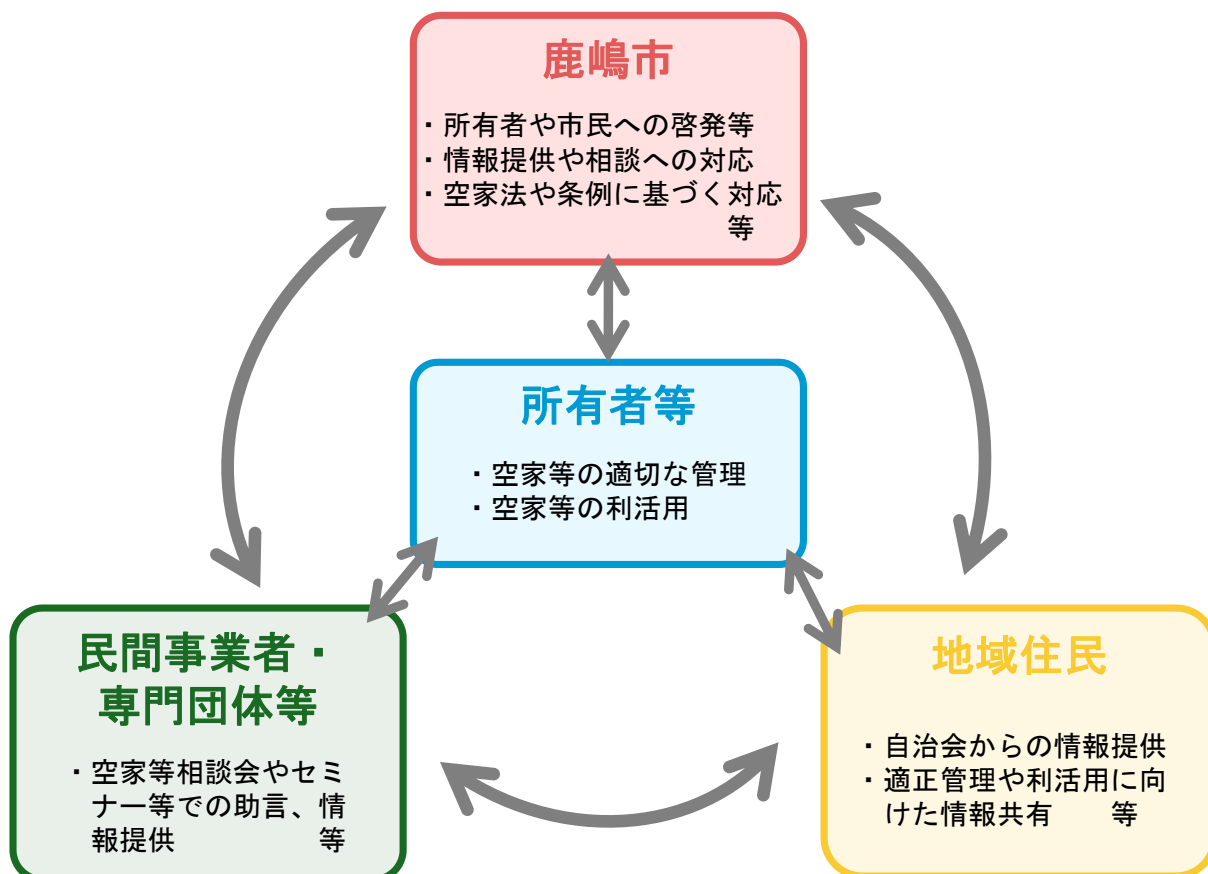 鹿嶋市
・所有者や市民への啓発等
・情報提供や相談への対応
・空家法や条例に基づく対応
等
所有者等
・空家等の適切な管理
・空家等の利活用
民間事業者・
専門団体等
・空家等相談会やセミ
ナー等での助言、情
報提供 等
地域住民
・自治会からの情報提供
・適正管理や利活用に向
けた情報共有 等